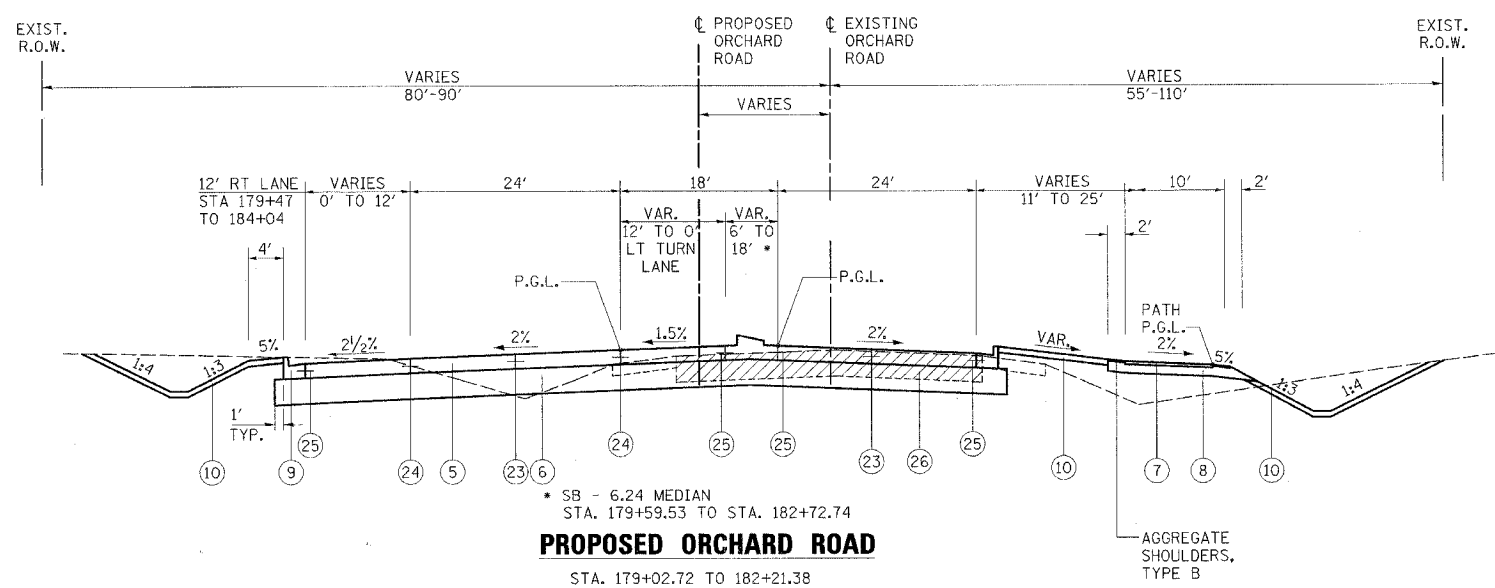 EXIST.
R.O.W.
℄ PROPOSED
ORCHARD
ROAD
℄ EXISTING
ORCHARD
ROAD
EXIST.
R.O.W.
VARIES
80'-90'
VARIES
55'-110'
VARIES
12' RT LANE
STA 179+47
TO 184+04
VARIES
0' TO 12'
24'
18'
24'
VARIES
11' TO 25'
10'
2'
4'
VAR.
12' TO 0'
LT TURN
LANE
VAR.
6' TO
18' *
2'
P.G.L.
P.G.L.
PATH
P.G.L.
1:4
1:3
5%
2 1/2%
2%
1.5%
2%
VAR.
2%
5%
1:3
1:4
1'
TYP.
10
9
25
24
5
23
6
24
25
25
23
26
25
10
7
8
10
* SB - 6.24 MEDIAN
STA. 179+59.53 TO STA. 182+72.74
PROPOSED ORCHARD ROAD
STA. 179+02.72 TO 182+21.38
AGGREGATE
SHOULDERS,
TYPE B